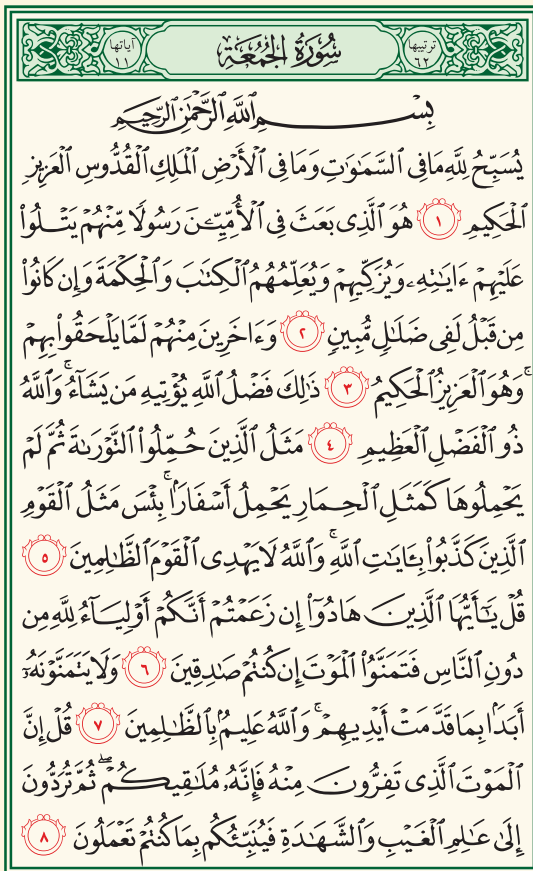 ترتيبها ٦٢
سُورَةُ الجُمُعَةِ
آياتها ١١
بِسْمِ ٱللَّهِ ٱلرَّحْمَٰنِ ٱلرَّحِيمِ
يُسَبِّحُ لِلَّهِ مَا فِى ٱلسَّمَٰوَٰتِ وَمَا فِى ٱلْأَرْضِ ٱلْمَلِكِ ٱلْقُدُّوسِ ٱلْعَزِيزِ
ٱلْحَكِيمِ ١ هُوَ ٱلَّذِى بَعَثَ فِى ٱلْأُمِّيِّـۧنَ رَسُولًا مِّنْهُمْ يَتْلُوا۟
عَلَيْهِمْ ءَايَٰتِهِۦ وَيُزَكِّيهِمْ وَيُعَلِّمُهُمُ ٱلْكِتَٰبَ وَٱلْحِكْمَةَ وَإِن كَانُوا۟
مِن قَبْلُ لَفِى ضَلَٰلٍ مُّبِينٍ ٢ وَءَاخَرِينَ مِنْهُمْ لَمَّا يَلْحَقُوا۟ بِهِمْ
ۚ وَهُوَ ٱلْعَزِيزُ ٱلْحَكِيمُ ٣ ذَٰلِكَ فَضْلُ ٱللَّهِ يُؤْتِيهِ مَن يَشَآءُ ۚ وَٱللَّهُ
ذُو ٱلْفَضْلِ ٱلْعَظِيمِ ٤ مَثَلُ ٱلَّذِينَ حُمِّلُوا۟ ٱلتَّوْرَىٰةَ ثُمَّ لَمْ
يَحْمِلُوهَا كَمَثَلِ ٱلْحِمَارِ يَحْمِلُ أَسْفَارًۢا ۚ بِئْسَ مَثَلُ ٱلْقَوْمِ
ٱلَّذِينَ كَذَّبُوا۟ بِـَٔايَٰتِ ٱللَّهِ ۚ وَٱللَّهُ لَا يَهْدِى ٱلْقَوْمَ ٱلظَّٰلِمِينَ ٥
قُلْ يَٰٓأَيُّهَا ٱلَّذِينَ هَادُوٓا۟ إِن زَعَمْتُمْ أَنَّكُمْ أَوْلِيَآءُ لِلَّهِ مِن
دُونِ ٱلنَّاسِ فَتَمَنَّوُا۟ ٱلْمَوْتَ إِن كُنتُمْ صَٰدِقِينَ ٦ وَلَا يَتَمَنَّوْنَهُۥٓ
أَبَدًۢا بِمَا قَدَّمَتْ أَيْدِيهِمْ ۚ وَٱللَّهُ عَلِيمٌۢ بِٱلظَّٰلِمِينَ ٧ قُلْ إِنَّ
ٱلْمَوْتَ ٱلَّذِى تَفِرُّونَ مِنْهُ فَإِنَّهُۥ مُلَٰقِيكُمْ ۖ ثُمَّ تُرَدُّونَ
إِلَىٰ عَٰلِمِ ٱلْغَيْبِ وَٱلشَّهَٰدَةِ فَيُنَبِّئُكُم بِمَا كُنتُمْ تَعْمَلُونَ ٨